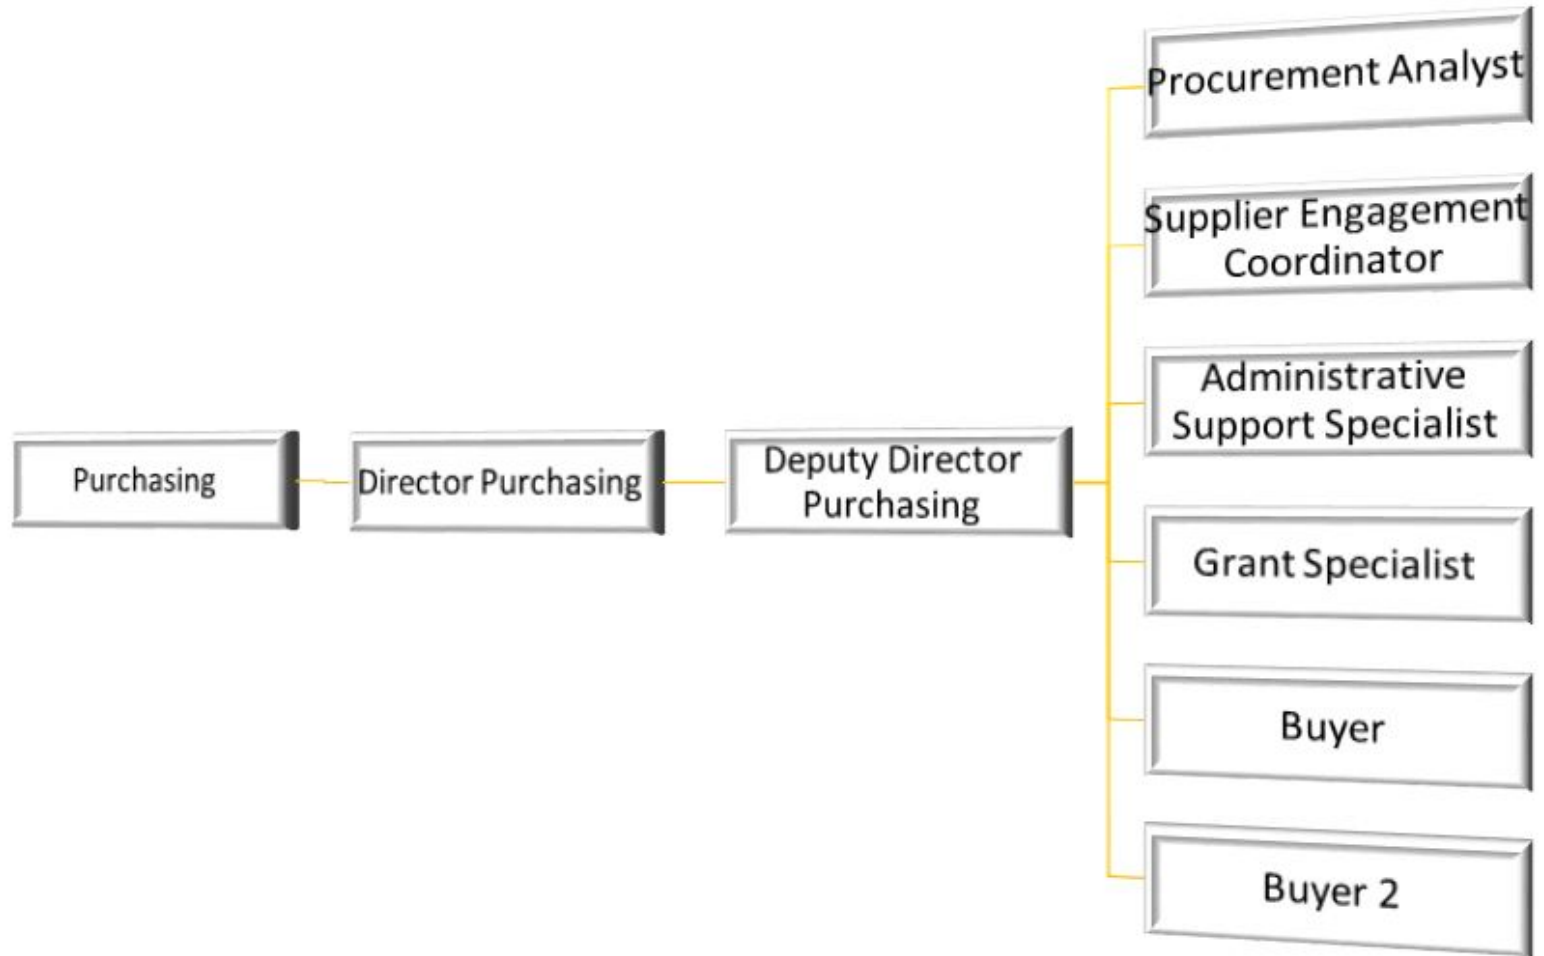 Purchasing
Director Purchasing
Deputy Director
Purchasing
Procurement Analyst
Supplier Engagement
Coordinator
Administrative
Support Specialist
Grant Specialist
Buyer
Buyer 2